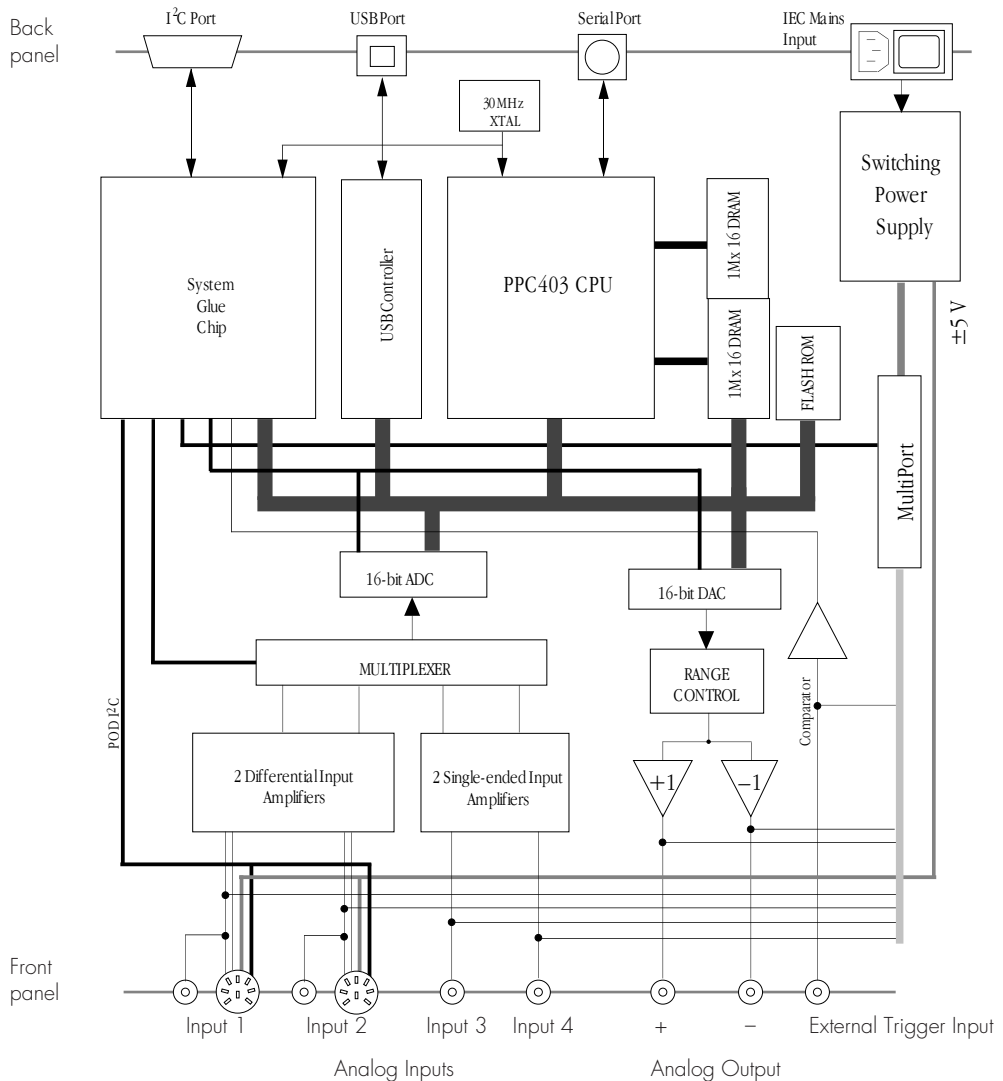 Back
panel
I²C Port
USB Port
Serial Port
IEC Mains
Input
30MHz
XTAL
System
Glue
Chip
USB Controller
PPC403 CPU
1M x 16 DRAM
1M x 16 DRAM
FLASH ROM
Switching
Power
Supply
±5 V
MultiPort
16-bit ADC
16-bit DAC
MULTIPLEXER
RANGE
CONTROL
Comparator
POD I²C
2 Differential Input
Amplifiers
2 Single-ended Input
Amplifiers
+1
−1
Front
panel
Input 1
Input 2
Input 3
Input 4
+
−
External Trigger Input
Analog Inputs
Analog Output